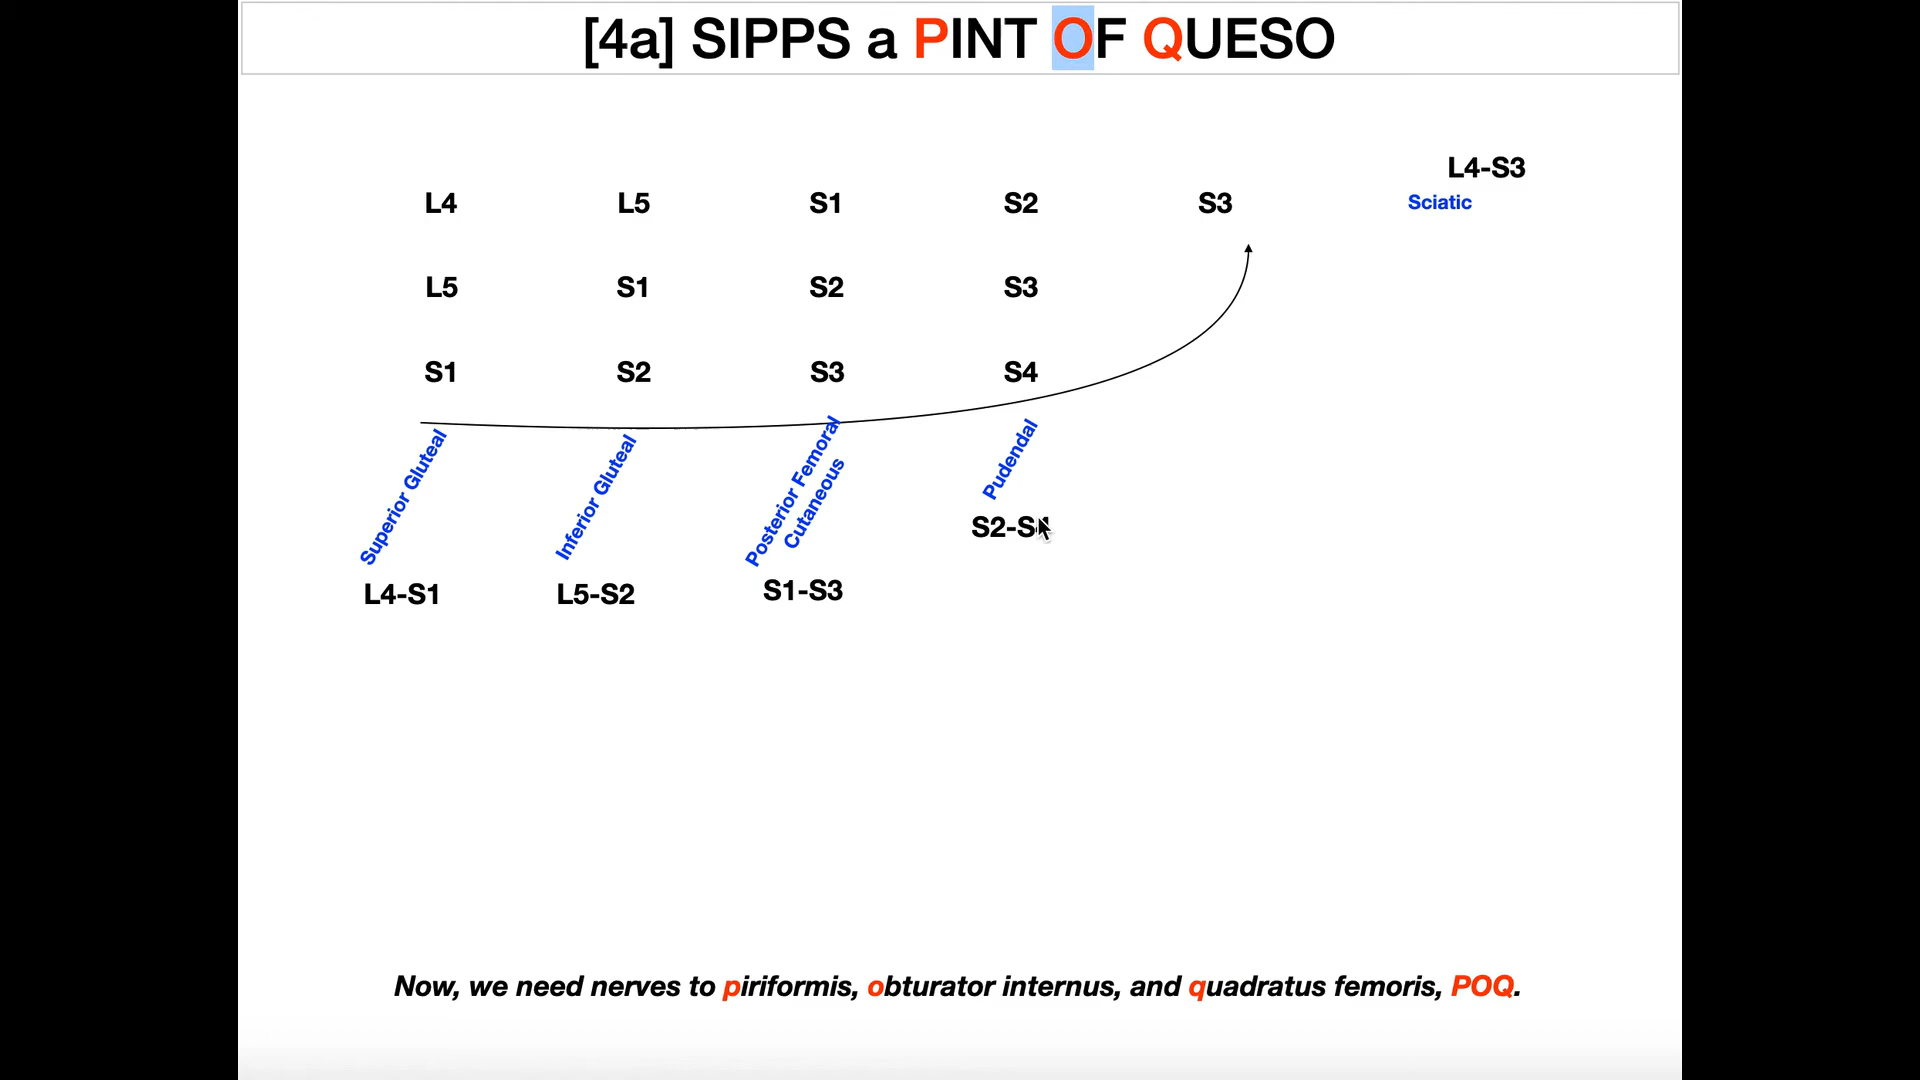 [4a] SIPPS a PINT OF QUESO
L4-S3
L4 L5 S1 S2 S3 Sciatic
L5 S1 S2 S3
S1 S2 S3 S4
Superior Gluteal
Inferior Gluteal
Posterior Femoral
Cutaneous
Pudendal
S2-S4
L4-S1 L5-S2 S1-S3
Now, we need nerves to piriformis, obturator internus, and quadratus femoris, POQ.